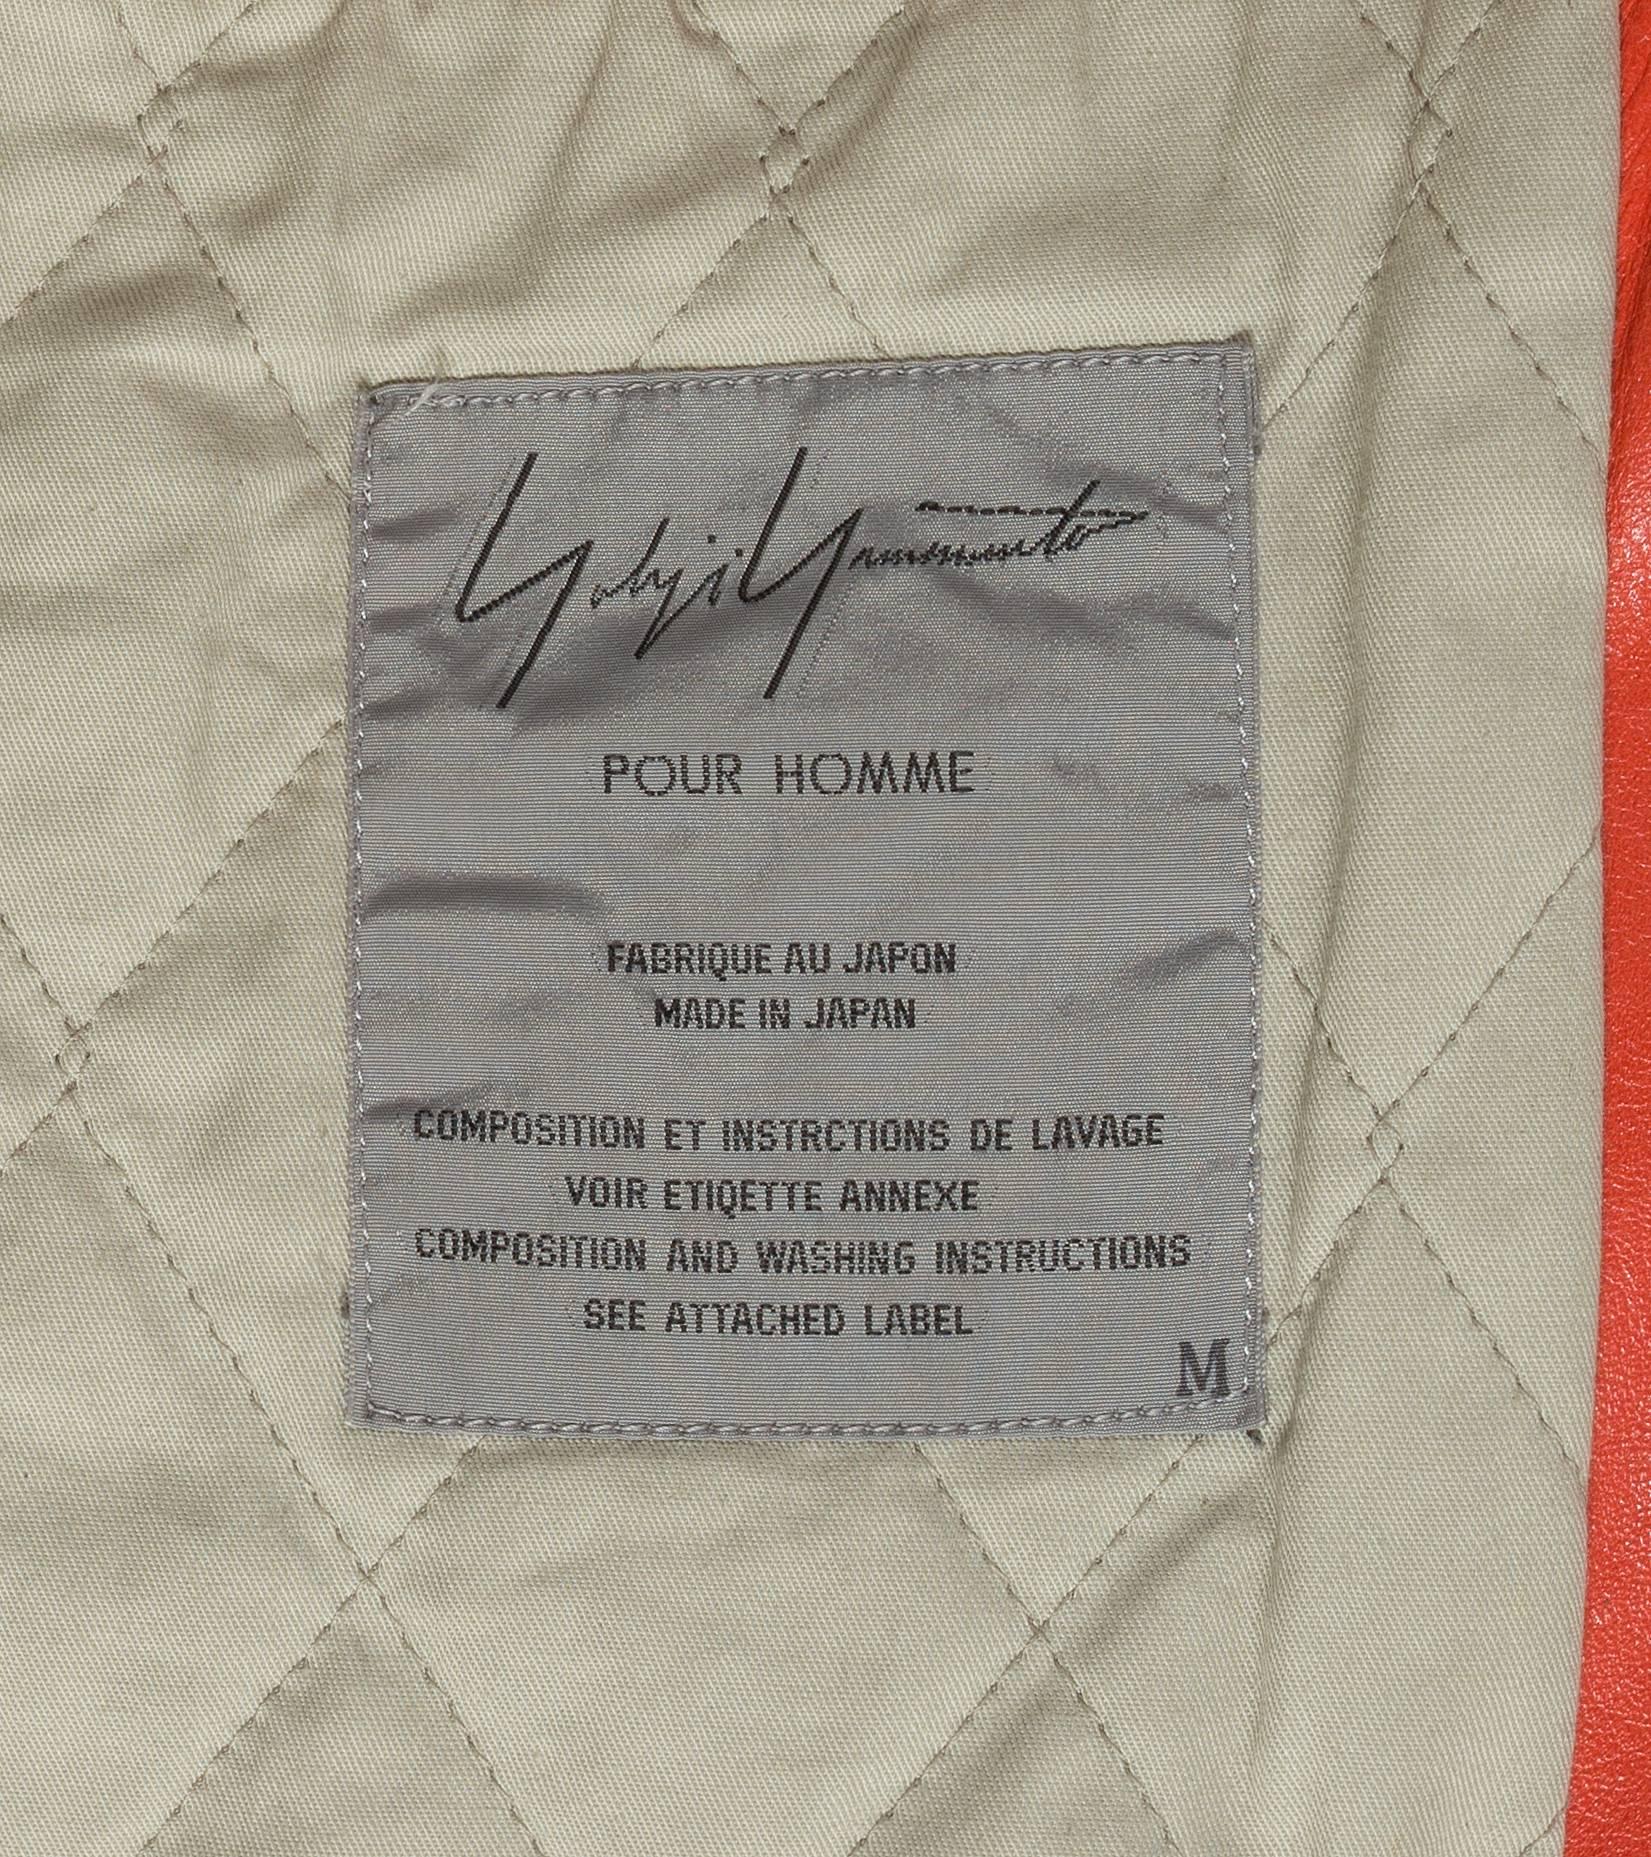 Yohji Yamamoto
POUR HOMME
FABRIQUE AU JAPON
MADE IN JAPAN
COMPOSITION ET INSTRCTIONS DE LAVAGE
VOIR ETIQETTE ANNEXE
COMPOSITION AND WASHING INSTRUCTIONS
SEE ATTACHED LABEL
M